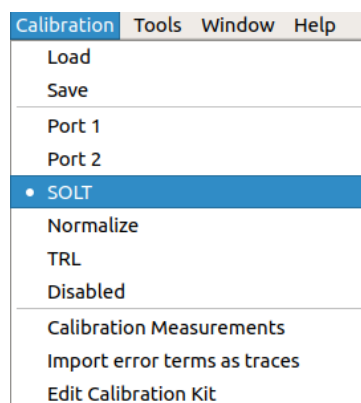 Calibration Tools Window Help
Load
Save
Port 1
Port 2
• SOLT
Normalize
TRL
Disabled
Calibration Measurements
Import error terms as traces
Edit Calibration Kit